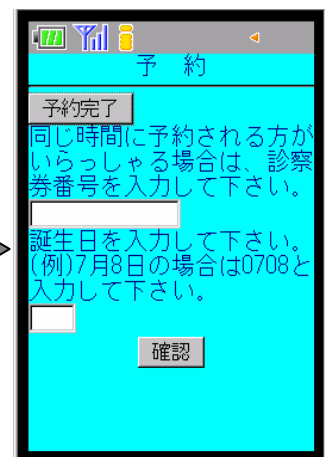 予　約
予約完了
同じ時間に予約される方が
いらっしゃる場合は、診察
券番号を入力して下さい。
誕生日を入力して下さい。
(例)7月8日の場合は0708と
入力して下さい。
確認